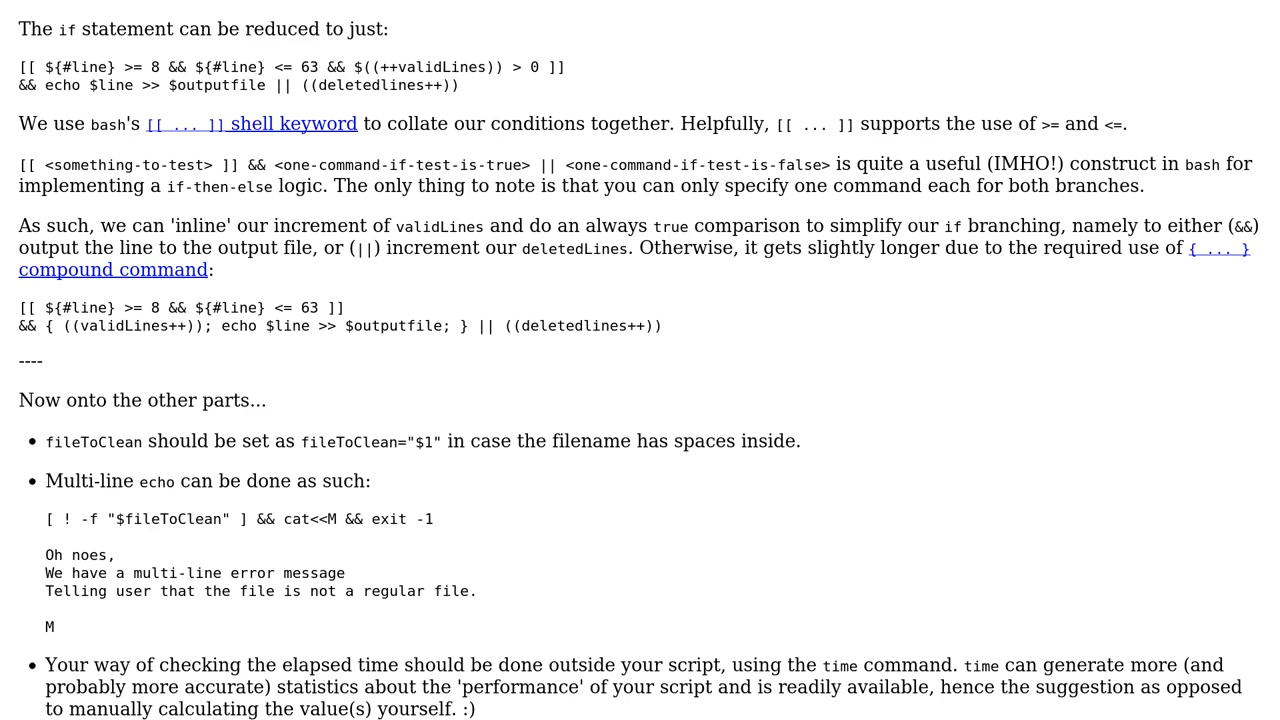 The if statement can be reduced to just:
[[ ${#line} >= 8 && ${#line} <= 63 && $((++validLines)) > 0 ]]
&& echo $line >> $outputfile || ((deletedlines++))
We use bash's [[ ... ]] shell keyword to collate our conditions together. Helpfully, [[ ... ]] supports the use of >= and <=.
[[ <something-to-test> ]] && <one-command-if-test-is-true> || <one-command-if-test-is-false> is quite a useful (IMHO!) construct in bash for
implementing a if-then-else logic. The only thing to note is that you can only specify one command each for both branches.
As such, we can 'inline' our increment of validLines and do an always true comparison to simplify our if branching, namely to either (&&)
output the line to the output file, or (||) increment our deletedLines. Otherwise, it gets slightly longer due to the required use of { ... }
compound command:
[[ ${#line} >= 8 && ${#line} <= 63 ]]
&& { ((validLines++)); echo $line >> $outputfile; } || ((deletedlines++))
----
Now onto the other parts...
• fileToClean should be set as fileToClean="$1" in case the filename has spaces inside.
• Multi-line echo can be done as such:
[ ! -f "$fileToClean" ] && cat<<M && exit -1
Oh noes,
We have a multi-line error message
Telling user that the file is not a regular file.
M
• Your way of checking the elapsed time should be done outside your script, using the time command. time can generate more (and
probably more accurate) statistics about the 'performance' of your script and is readily available, hence the suggestion as opposed
to manually calculating the value(s) yourself. :)